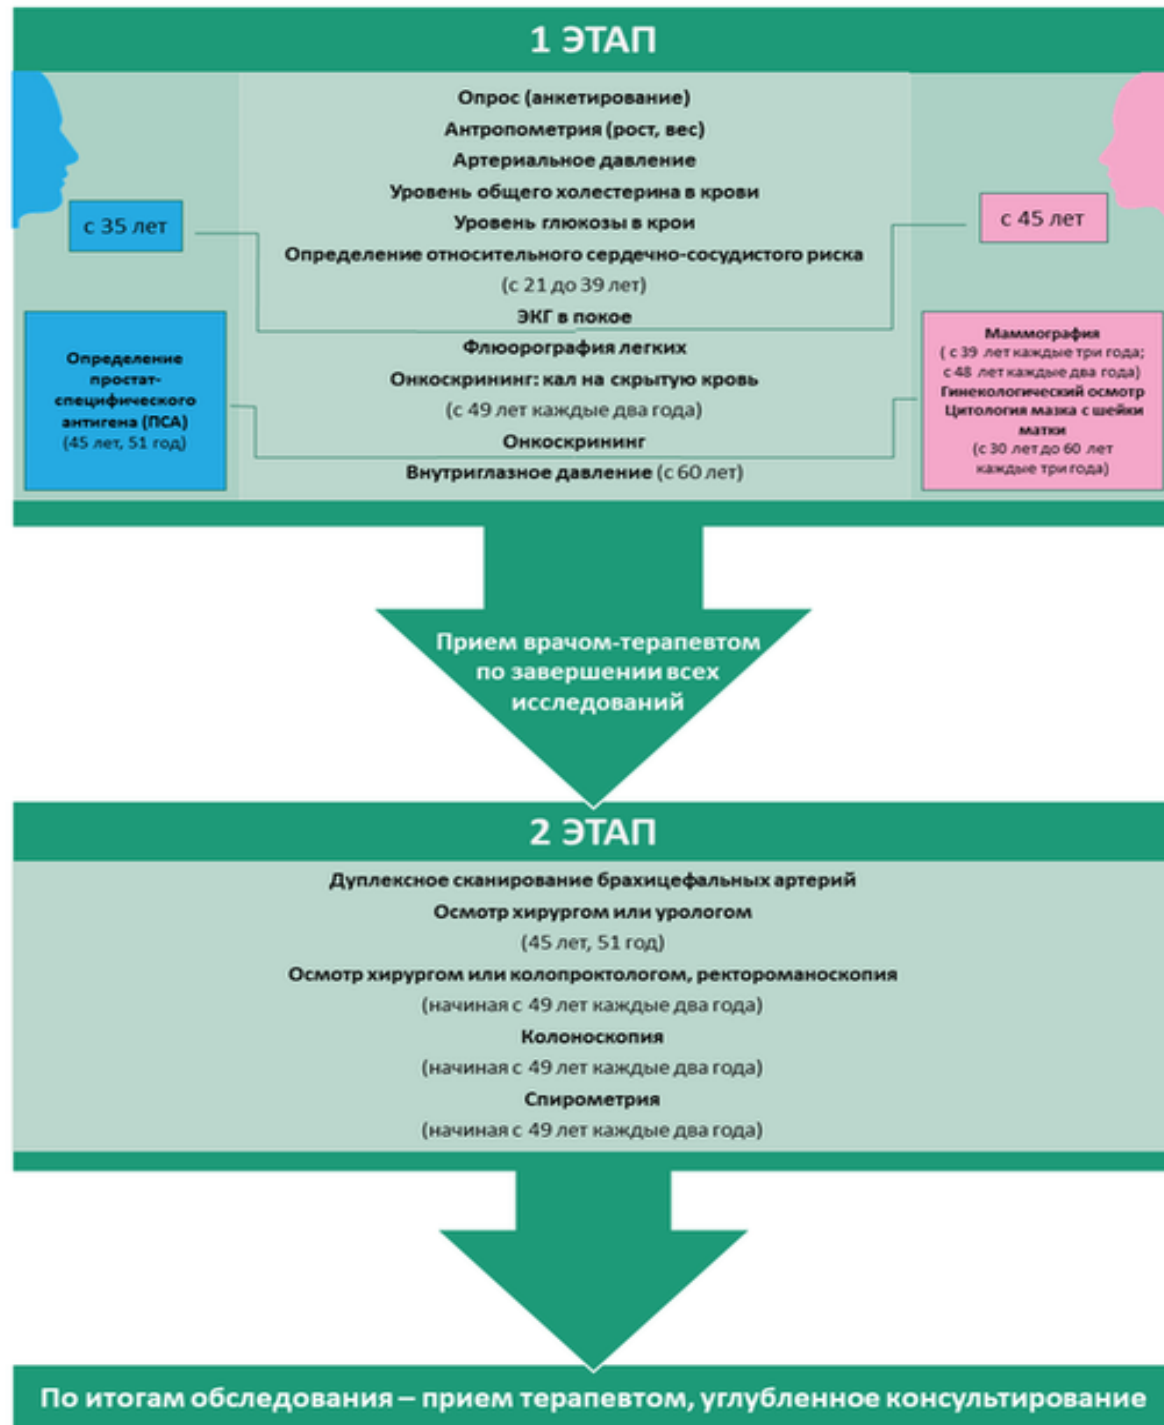 1 ЭТАП
Опрос (анкетирование)
Антропометрия (рост, вес)
Артериальное давление
Уровень общего холестерина в крови
Уровень глюкозы в крои
Определение относительного сердечно-сосудистого риска
(с 21 до 39 лет)
ЭКГ в покое
Флюорография легких
Онкоскрининг: кал на скрытую кровь
(с 49 лет каждые два года)
Онкоскрининг
Внутриглазное давление (с 60 лет)
с 35 лет
Определение
простат-
специфического
антигена (ПСА)
(45 лет, 51 год)
с 45 лет
Маммография
( с 39 лет каждые три года;
с 48 лет каждые два года)
Гинекологический осмотр
Цитология мазка с шейки
матки
(с 30 лет до 60 лет
каждые три года)
Прием врачом-терапевтом
по завершении всех
исследований
2 ЭТАП
Дуплексное сканирование брахицефальных артерий
Осмотр хирургом или урологом
(45 лет, 51 год)
Осмотр хирургом или колопроктологом, ректороманоскопия
(начиная с 49 лет каждые два года)
Колоноскопия
(начиная с 49 лет каждые два года)
Спирометрия
(начиная с 49 лет каждые два года)
По итогам обследования – прием терапевтом, углубленное консультирование